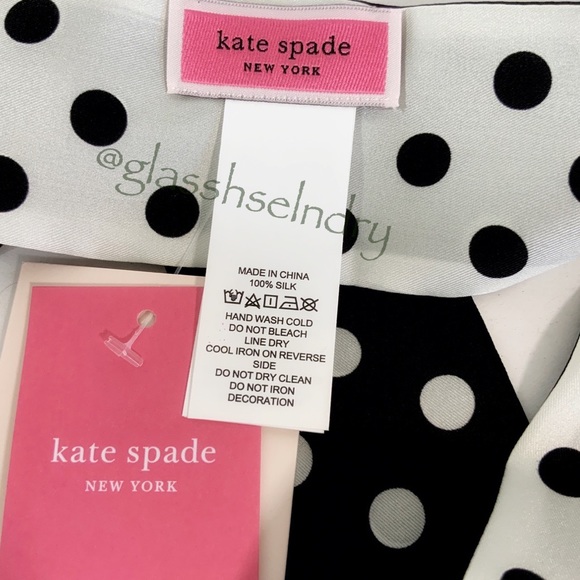 kate spade
NEW YORK
@glasshselndry
MADE IN CHINA
100% SILK
HAND WASH COLD
DO NOT BLEACH
LINE DRY
COOL IRON ON REVERSE
SIDE
DO NOT DRY CLEAN
DO NOT IRON
DECORATION
kate spade
NEW YORK